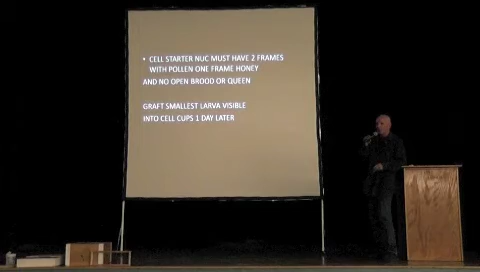 • CELL STARTER NUC MUST HAVE 2 FRAMES
WITH POLLEN ONE FRAME HONEY
AND NO OPEN BROOD OR QUEEN
GRAFT SMALLEST LARVA VISIBLE
INTO CELL CUPS 1 DAY LATER